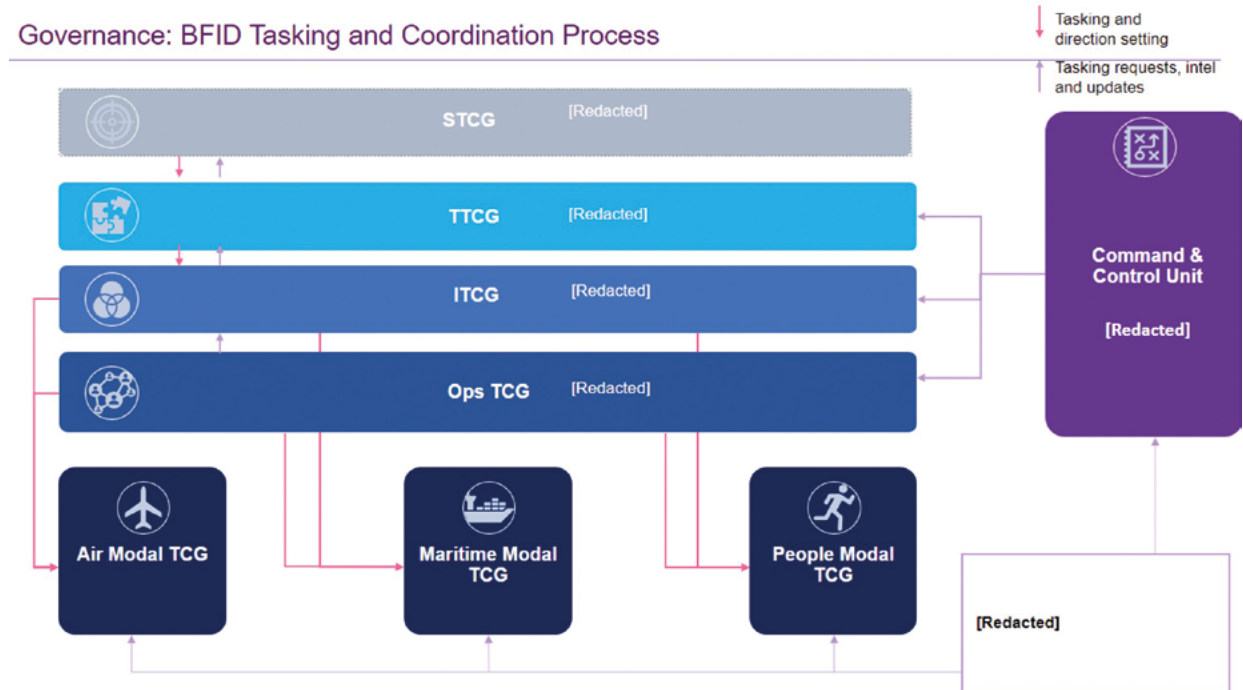 Governance: BFID Tasking and Coordination Process
Tasking and
direction setting
Tasking requests, intel
and updates
STCG [Redacted]
TTCG [Redacted]
ITCG [Redacted]
Ops TCG [Redacted]
Command &
Control Unit
[Redacted]
Air Modal TCG
Maritime Modal
TCG
People Modal
TCG
[Redacted]